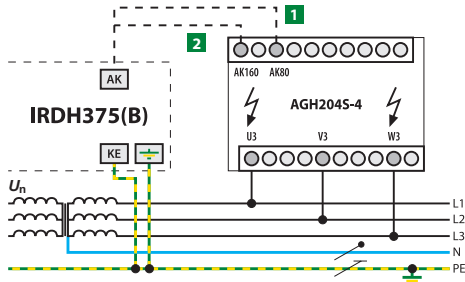 1
2
AK
AK160 AK80
IRDH375(B)
AGH204S-4
U3 V3 W3
KE
Un
L1
L2
L3
N
PE